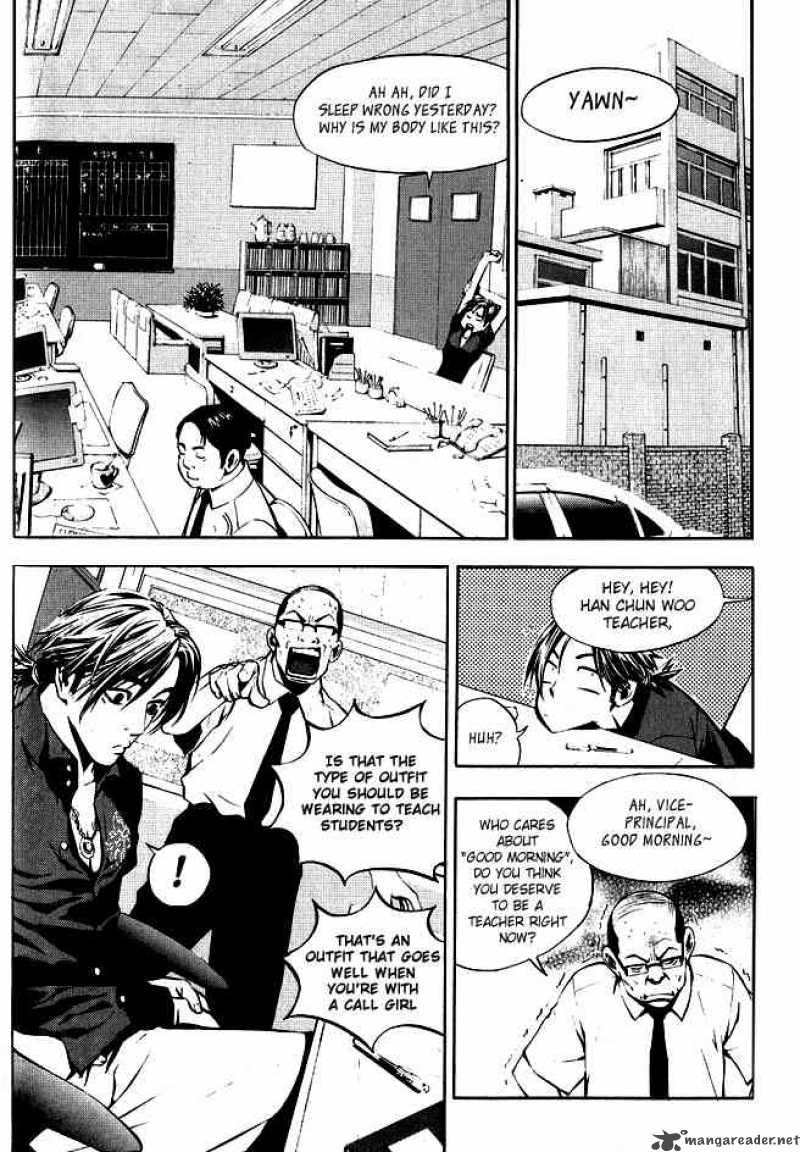 YAWN~
AH AH, DID I
SLEEP WRONG YESTERDAY?
WHY IS MY BODY LIKE THIS?
HEY, HEY!
HAN CHUN WOO
TEACHER,
HUH?
AH, VICE-
PRINCIPAL,
GOOD MORNING~
WHO CARES
ABOUT
"GOOD MORNING",
DO YOU THINK
YOU DESERVE
TO BE A
TEACHER RIGHT
NOW?
IS THAT THE
TYPE OF OUTFIT
YOU SHOULD BE
WEARING TO TEACH
STUDENTS?
!
THAT'S AN
OUTFIT THAT GOES
WELL WHEN
YOU'RE WITH
A CALL GIRL
mangareader.net